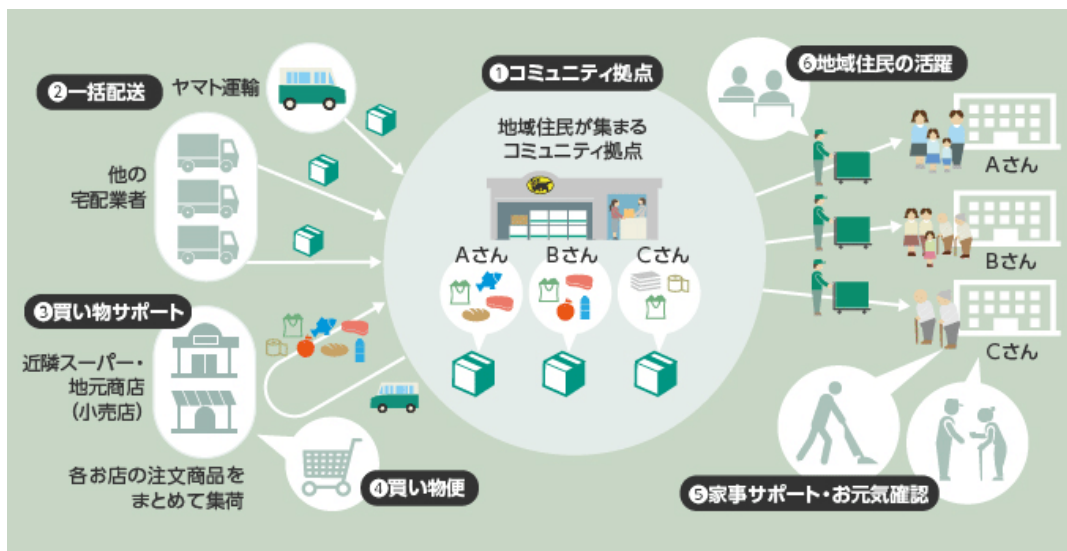 ❶コミュニティ拠点
地域住民が集まる
コミュニティ拠点
Aさん
Bさん
Cさん
❷一括配送
ヤマト運輸
他の
宅配業者
❸買い物サポート
近隣スーパー・
地元商店
（小売店）
各お店の注文商品を
まとめて集荷
❹買い物便
❺家事サポート・お元気確認
❻地域住民の活躍
Aさん
Bさん
Cさん